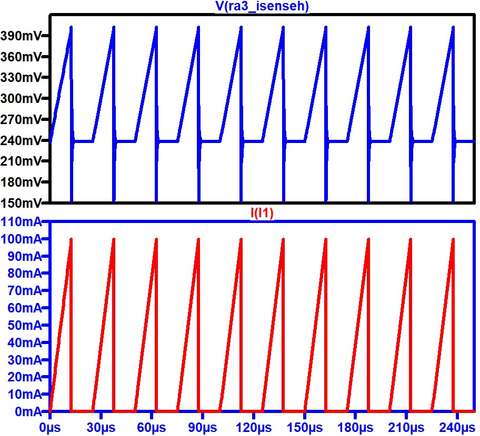 V(ra3_isenseh)
390mV
360mV
330mV
300mV
270mV
240mV
210mV
180mV
150mV
I(I1)
110mA
100mA
90mA
80mA
70mA
60mA
50mA
40mA
30mA
20mA
10mA
0mA
0µs 30µs 60µs 90µs 120µs 150µs 180µs 210µs 240µs